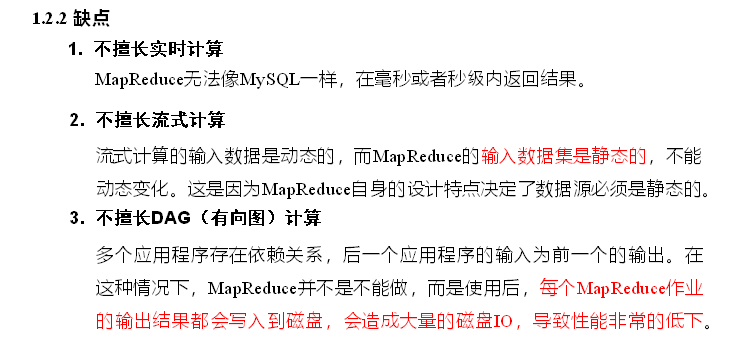 1.2.2 缺点
1. 不擅长实时计算
MapReduce无法像MySQL一样，在毫秒或者秒级内返回结果。
2. 不擅长流式计算
流式计算的输入数据是动态的，而MapReduce的输入数据集是静态的，不能
动态变化。这是因为MapReduce自身的设计特点决定了数据源必须是静态的。
3. 不擅长DAG（有向图）计算
多个应用程序存在依赖关系，后一个应用程序的输入为前一个的输出。在
这种情况下，MapReduce并不是不能做，而是使用后，每个MapReduce作业
的输出结果都会写入到磁盘，会造成大量的磁盘IO，导致性能非常的低下。